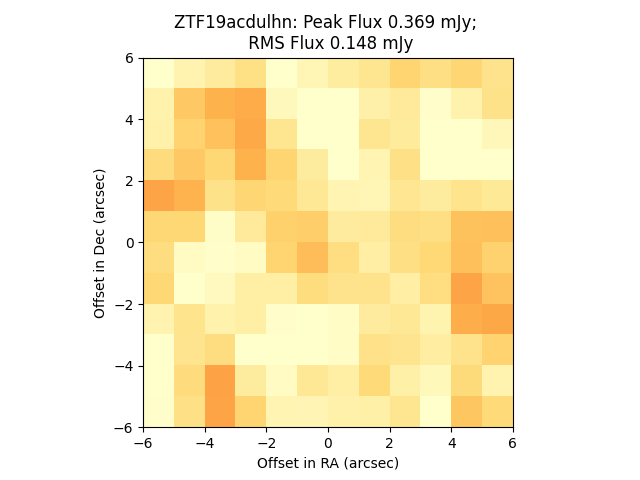 ZTF19acdulhn: Peak Flux 0.369 mJy;
RMS Flux 0.148 mJy
6
4
2
0
−2
−4
−6
Offset in Dec (arcsec)
−6 −4 −2 0 2 4 6
Offset in RA (arcsec)